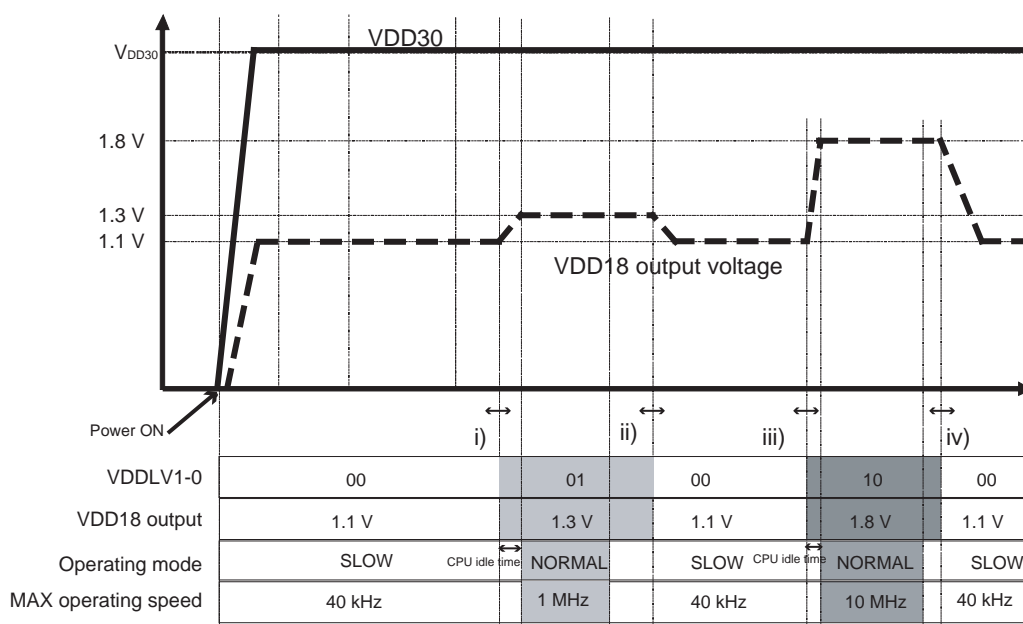 VDD30
VDD30
1.8 V
1.3 V
1.1 V
VDD18 output voltage
Power ON
i)
ii)
iii)
iv)
VDDLV1-0
00
01
00
10
00
VDD18 output
1.1 V
1.3 V
1.1 V
1.8 V
1.1 V
Operating mode
SLOW
CPU idle time
NORMAL
SLOW
CPU idle time
NORMAL
SLOW
MAX operating speed
40 kHz
1 MHz
40 kHz
10 MHz
40 kHz